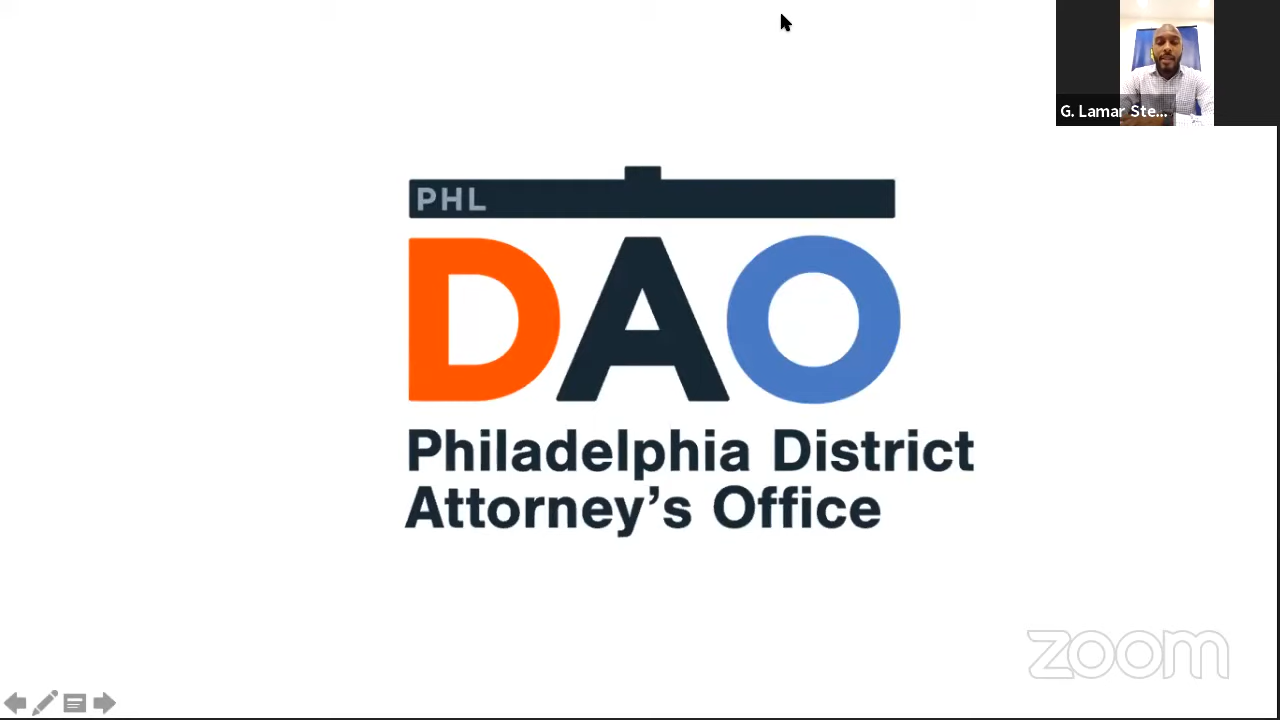 G. Lamar Ste...
PHL
DAO
Philadelphia District
Attorney’s Office
zoom